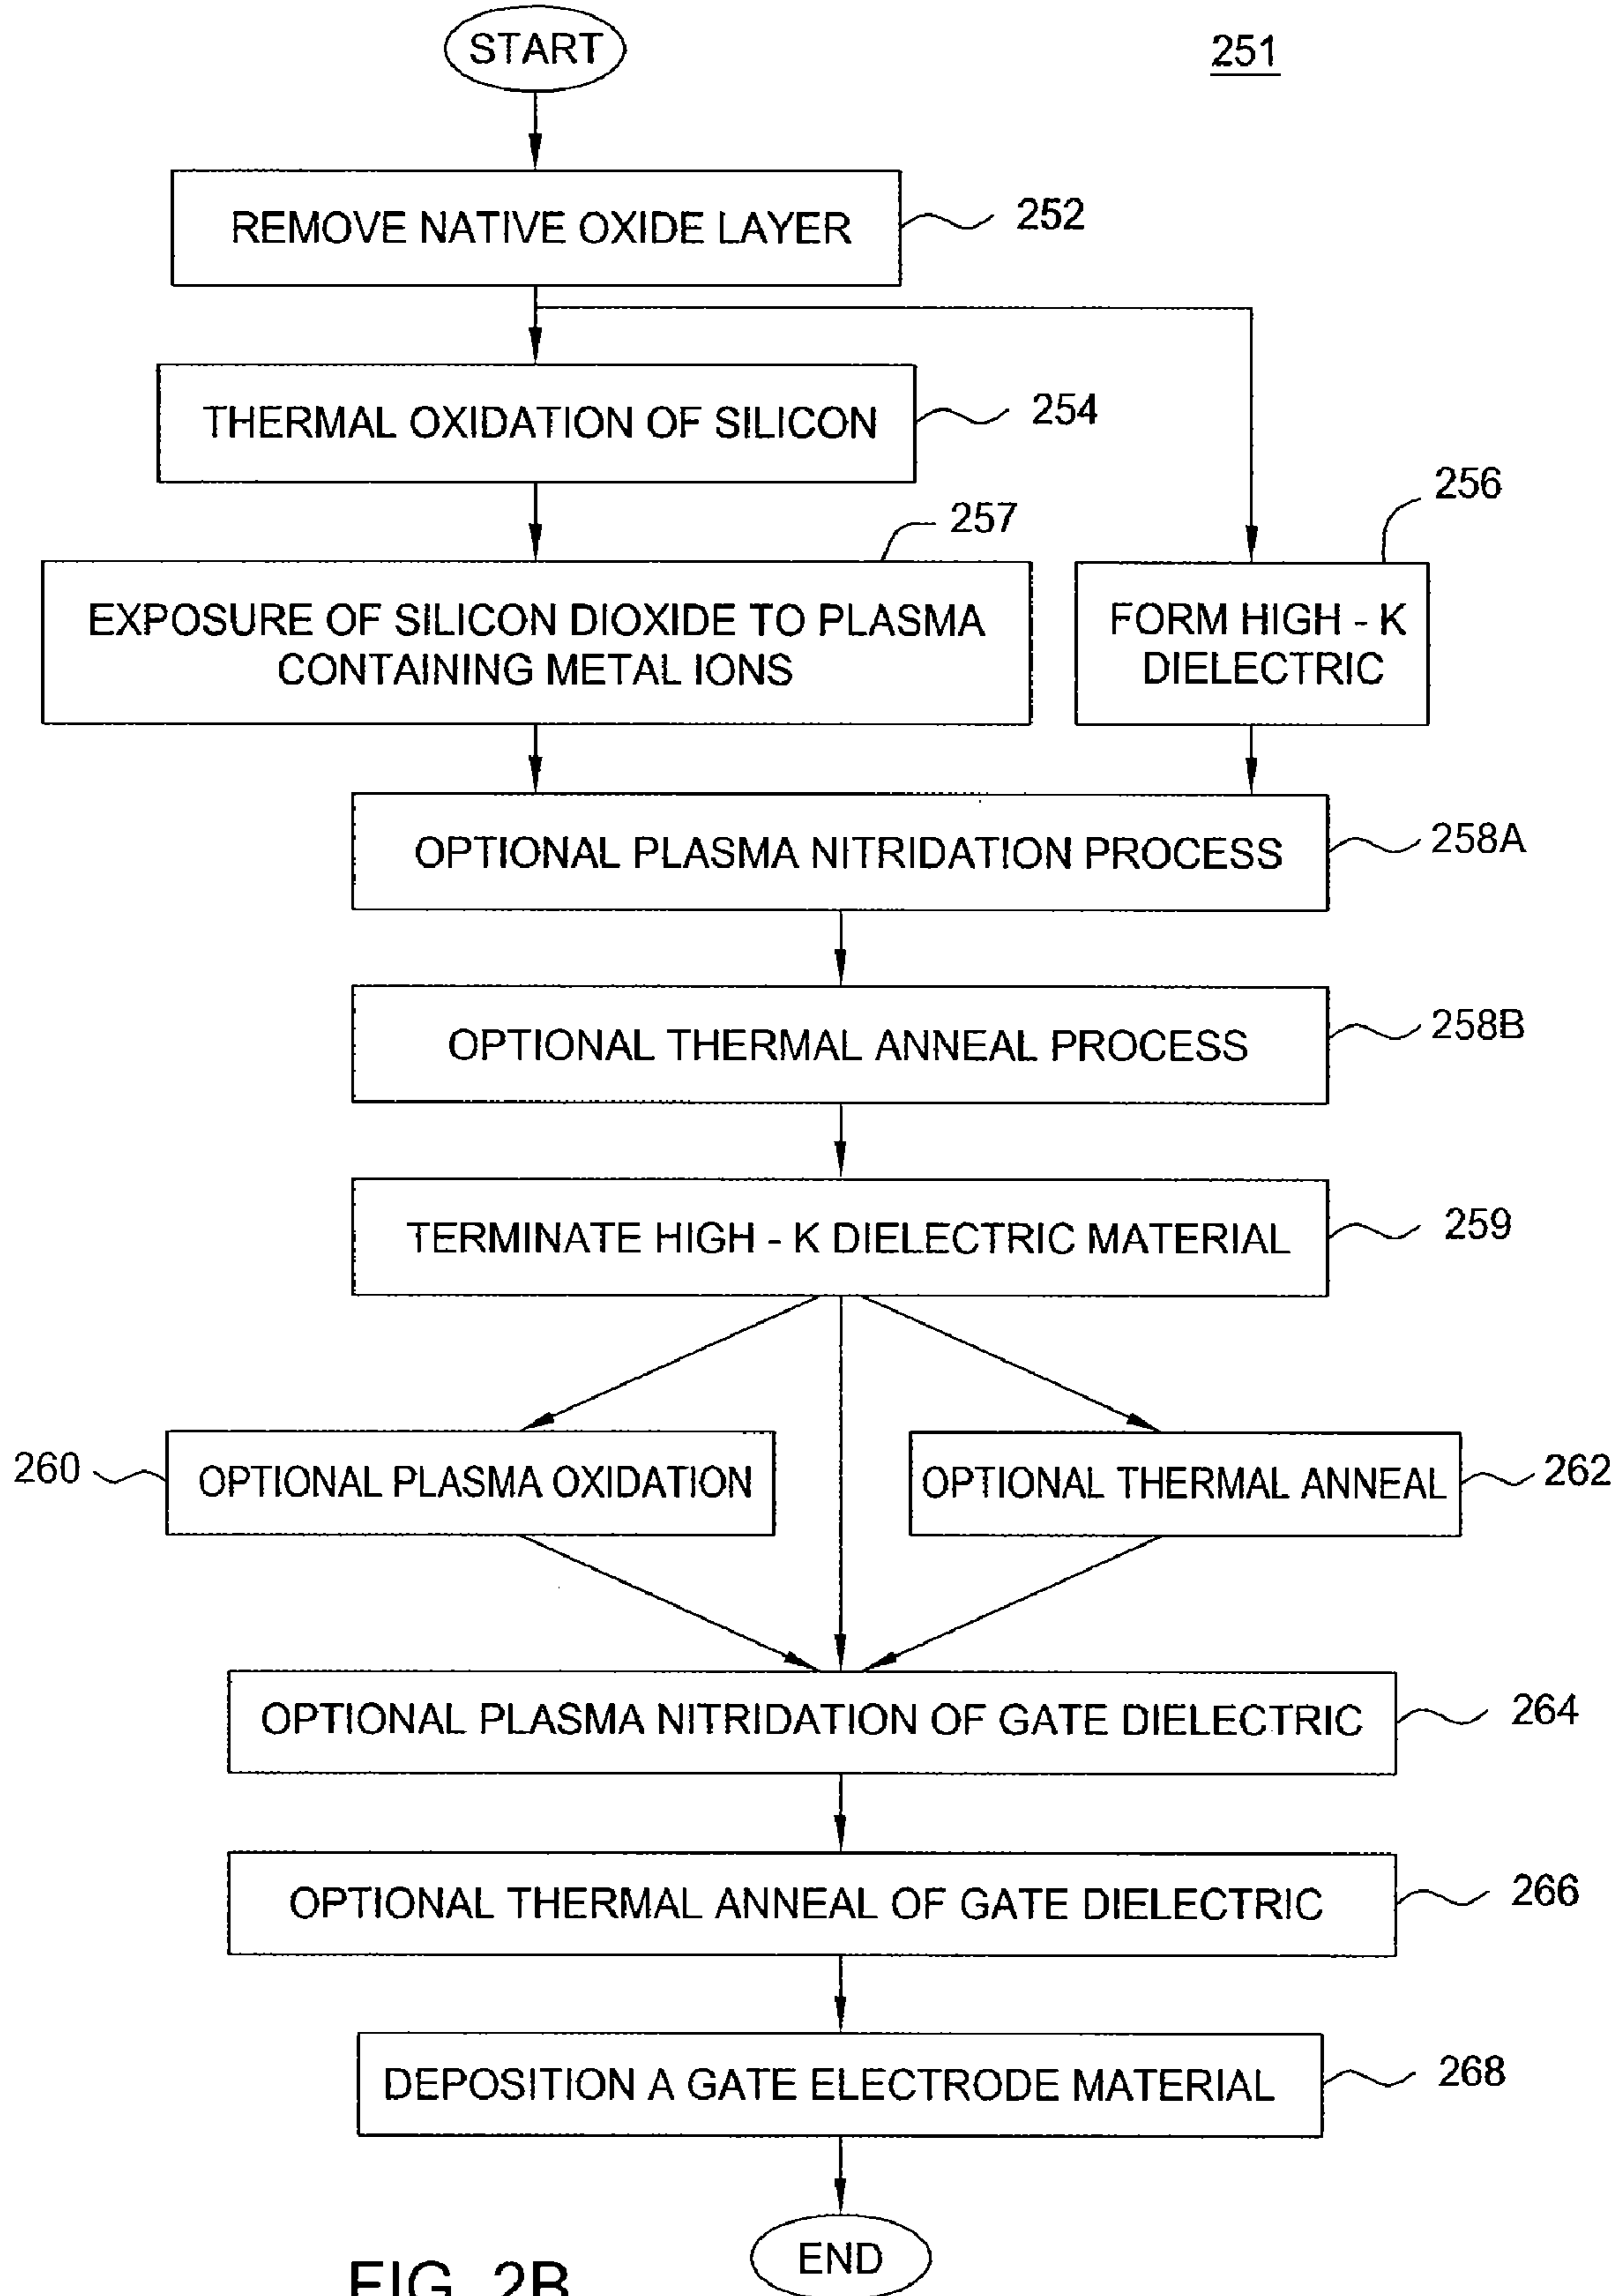 START
251
REMOVE NATIVE OXIDE LAYER
252
THERMAL OXIDATION OF SILICON
254
257
256
EXPOSURE OF SILICON DIOXIDE TO PLASMA
CONTAINING METAL IONS
FORM HIGH - K
DIELECTRIC
OPTIONAL PLASMA NITRIDATION PROCESS
258A
OPTIONAL THERMAL ANNEAL PROCESS
258B
TERMINATE HIGH - K DIELECTRIC MATERIAL
259
260
OPTIONAL PLASMA OXIDATION
OPTIONAL THERMAL ANNEAL
262
OPTIONAL PLASMA NITRIDATION OF GATE DIELECTRIC
264
OPTIONAL THERMAL ANNEAL OF GATE DIELECTRIC
266
DEPOSITION A GATE ELECTRODE MATERIAL
268
END
FIG. 2B